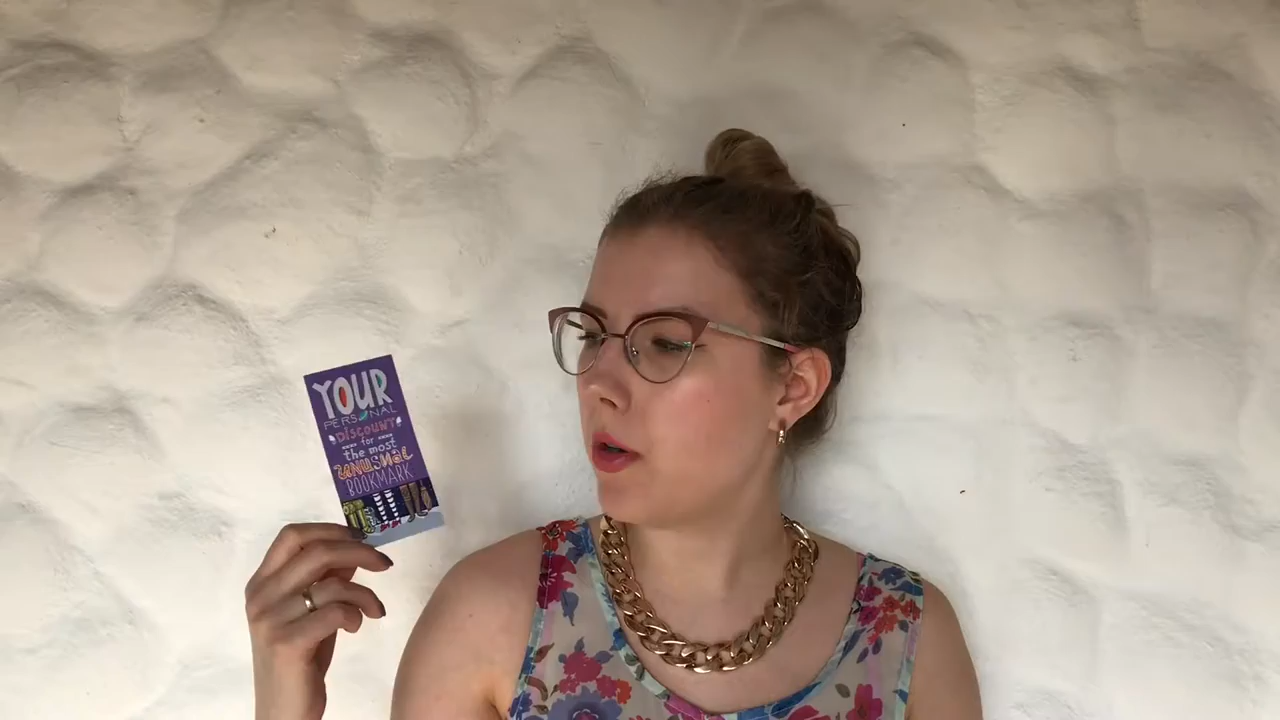 YOUR
PERSONAL
DISCOUNT
for
the most
UNUSUAL
BOOKMARK